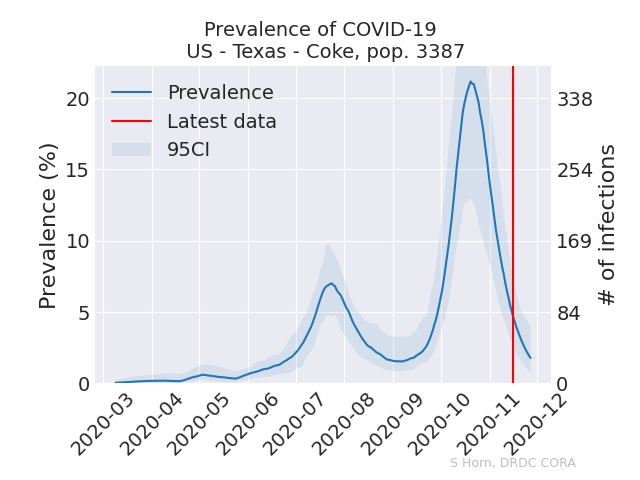 Prevalence of COVID-19
US - Texas - Coke, pop. 3387
Prevalence
Latest data
95CI
Prevalence (%)
20
15
10
5
0
338
254
169
84
0
# of infections
2020-03
2020-04
2020-05
2020-06
2020-07
2020-08
2020-09
2020-10
2020-11
2020-12
S Horn, DRDC CORA